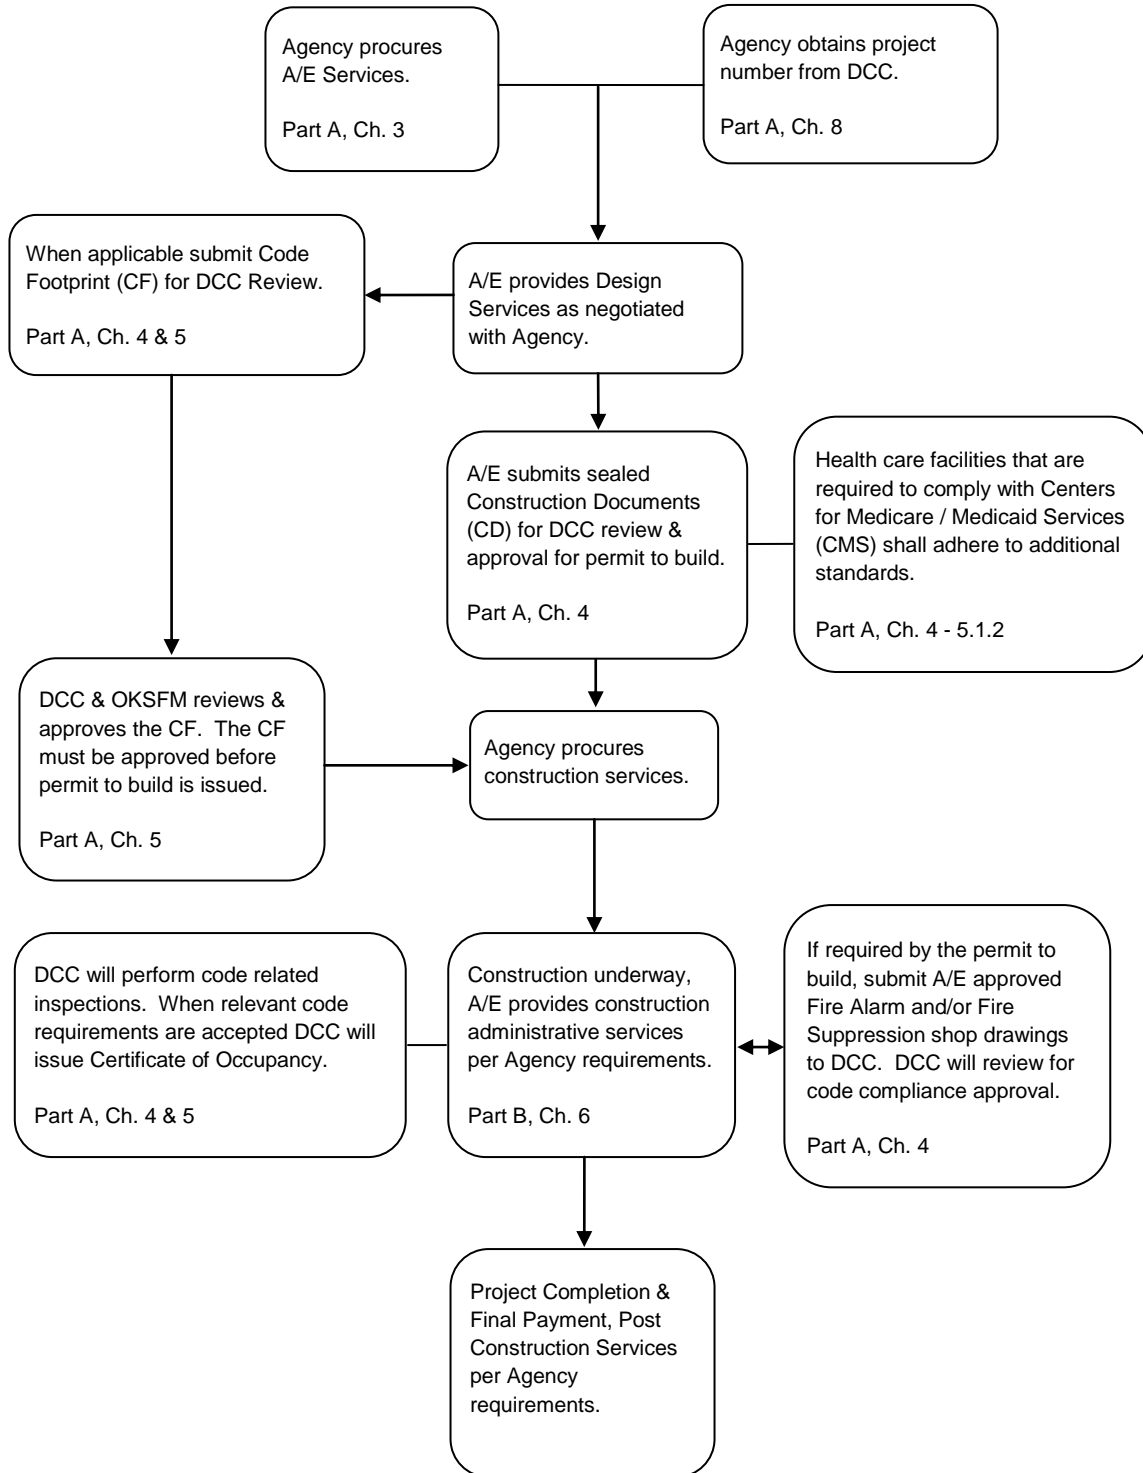 Agency procures
A/E Services.
Part A, Ch. 3
Agency obtains project
number from DCC.
Part A, Ch. 8
When applicable submit Code
Footprint (CF) for DCC Review.
Part A, Ch. 4 & 5
A/E provides Design
Services as negotiated
with Agency.
A/E submits sealed
Construction Documents
(CD) for DCC review &
approval for permit to build.
Part A, Ch. 4
Health care facilities that are
required to comply with Centers
for Medicare / Medicaid Services
(CMS) shall adhere to additional
standards.
Part A, Ch. 4 - 5.1.2
DCC & OKSFM reviews &
approves the CF.  The CF
must be approved before
permit to build is issued.
Part A, Ch. 5
Agency procures
construction services.
DCC will perform code related
inspections.  When relevant code
requirements are accepted DCC will
issue Certificate of Occupancy.
Part A, Ch. 4 & 5
Construction underway,
A/E provides construction
administrative services
per Agency requirements.
Part B, Ch. 6
If required by the permit to
build, submit A/E approved
Fire Alarm and/or Fire
Suppression shop drawings
to DCC.  DCC will review for
code compliance approval.
Part A, Ch. 4
Project Completion &
Final Payment, Post
Construction Services
per Agency
requirements.